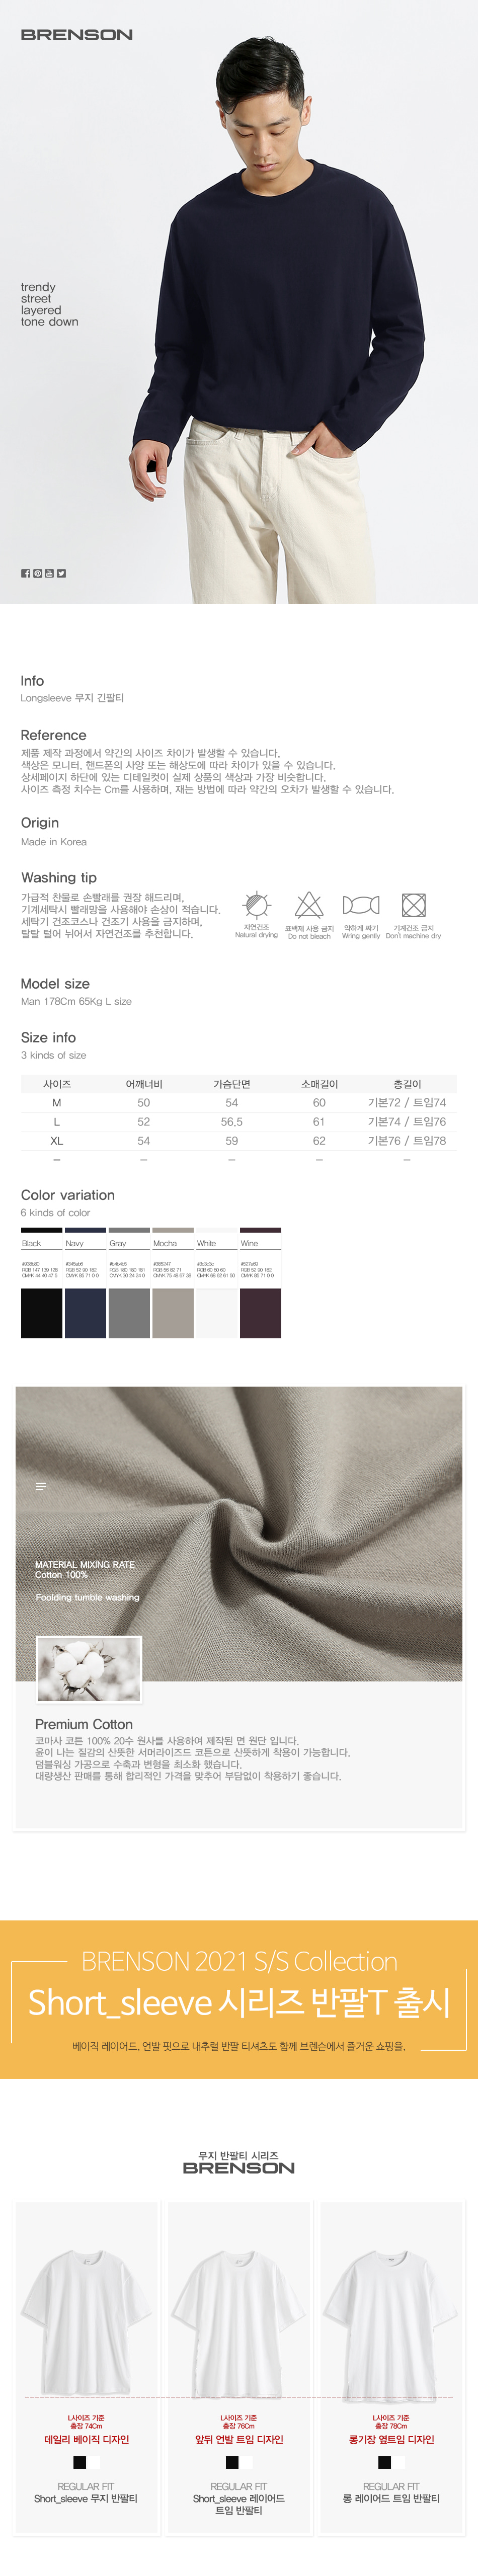 BRENSON
trendy
street
layered
tone down
Info
Longsleeve 무지 긴팔티
Reference
제품 제작 과정에서 약간의 사이즈 차이가 발생할 수 있습니다.
색상은 모니터, 핸드폰의 사양 또는 해상도에 따라 차이가 있을 수 있습니다.
상세페이지 하단에 있는 디테일컷이 실제 상품의 색상과 가장 비슷합니다.
사이즈 측정 치수는 Cm를 사용하며, 재는 방법에 따라 약간의 오차가 발생할 수 있습니다.
Origin
Made in Korea
Washing tip
가급적 찬물로 손빨래를 권장 해드리며,
기계세탁시 빨래망을 사용해야 손상이 적습니다.
세탁기 건조코스나 건조기 사용을 금지하며,
탈탈 털어 뉘어서 자연건조를 추천합니다.
자연건조 표백제 사용 금지 약하게 짜기 기계건조 금지
Natural drying Do not bleach Wring gently Don't machine dry
Model size
Man 178Cm 65Kg L size
Size info
3 kinds of size
사이즈 어깨너비 가슴단면 소매길이 총길이
M 50 54 60 기본72 / 트임74
L 52 56.5 61 기본74 / 트임76
XL 54 59 62 기본76 / 트임78
– – – – –
Color variation
6 kinds of color
Black Navy Gray Mocha White Wine
MATERIAL MIXING RATE
Cotton 100%
Foolding tumble washing
Premium Cotton
코마사 코튼 100% 20수 원사를 사용하여 제작된 면 원단 입니다.
윤이 나는 질감의 산뜻한 서머라이즈드 코튼으로 산뜻하게 착용이 가능합니다.
덤블워싱 가공으로 수축과 변형을 최소화 했습니다.
대량생산 판매를 통해 합리적인 가격을 맞추어 부담없이 착용하기 좋습니다.
BRENSON 2021 S/S Collection
Short_sleeve 시리즈 반팔T 출시
베이직 레이어드, 언발 핏으로 내추럴 반팔 티셔츠도 함께 브렌슨에서 즐거운 쇼핑을.
무지 반팔티 시리즈
BRENSON
L사이즈 기준
총장 74Cm
데일리 베이직 디자인
REGULAR FIT
Short_sleeve 무지 반팔티
L사이즈 기준
총장 76Cm
앞뒤 언발 트임 디자인
REGULAR FIT
Short_sleeve 레이어드
트임 반팔티
L사이즈 기준
총장 78Cm
롱기장 옆트임 디자인
REGULAR FIT
롱 레이어드 트임 반팔티